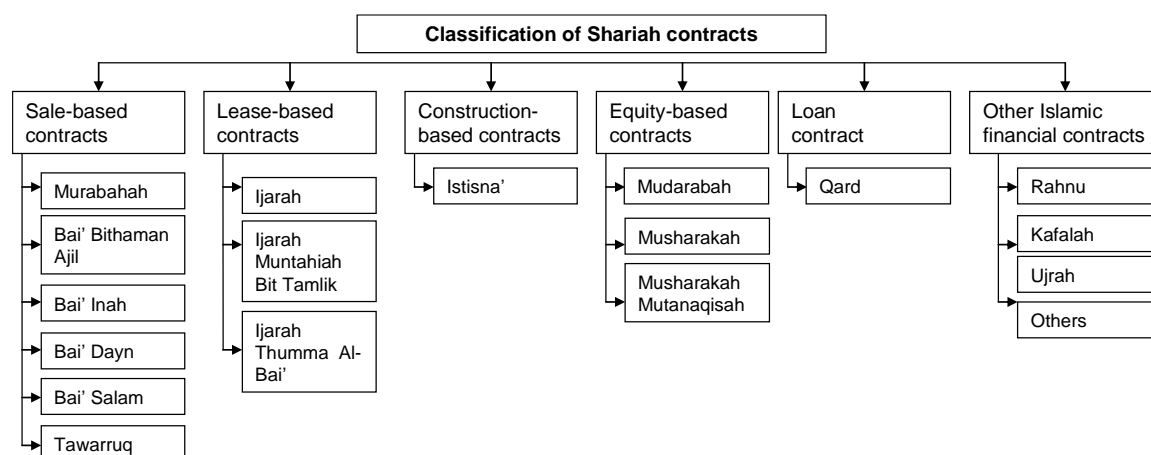 Classification of Shariah contracts
Sale-based
contracts
Murabahah
Bai’ Bithaman
Ajil
Bai’ Inah
Bai’ Dayn
Bai’ Salam
Tawarruq
Lease-based
contracts
Ijarah
Ijarah
Muntahiah
Bit Tamlik
Ijarah
Thumma Al-
Bai’
Construction-
based contracts
Istisna’
Equity-based
contracts
Mudarabah
Musharakah
Musharakah
Mutanaqisah
Loan
contract
Qard
Other Islamic
financial contracts
Rahnu
Kafalah
Ujrah
Others